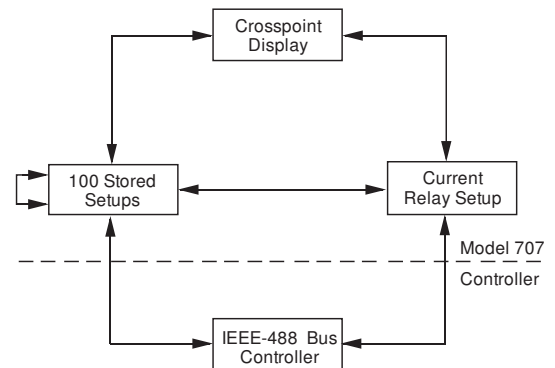 Crosspoint
Display
100 Stored
Setups
Current
Relay Setup
Model 707
Controller
IEEE-488 Bus
Controller